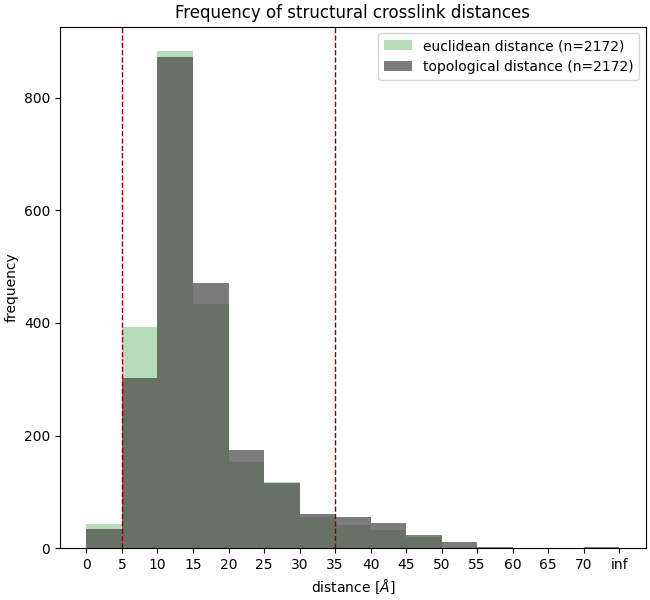 Frequency of structural crosslink distances
euclidean distance (n=2172)
topological distance (n=2172)
frequency
800
600
400
200
0
0 5 10 15 20 25 30 35 40 45 50 55 60 65 70 inf
distance [Å]